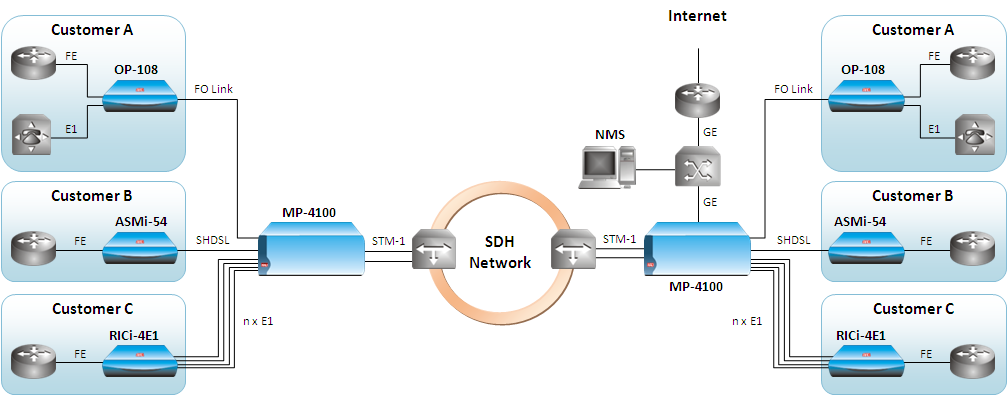 Customer A
FE
OP-108
FO Link
E1
Customer B
ASMi-54
FE
SHDSL
Customer C
RICi-4E1
FE
n x E1
MP-4100
STM-1
SDH
Network
STM-1
MP-4100
Internet
GE
NMS
GE
Customer A
OP-108
FE
FO Link
E1
Customer B
ASMi-54
SHDSL
FE
Customer C
n x E1
RICi-4E1
FE